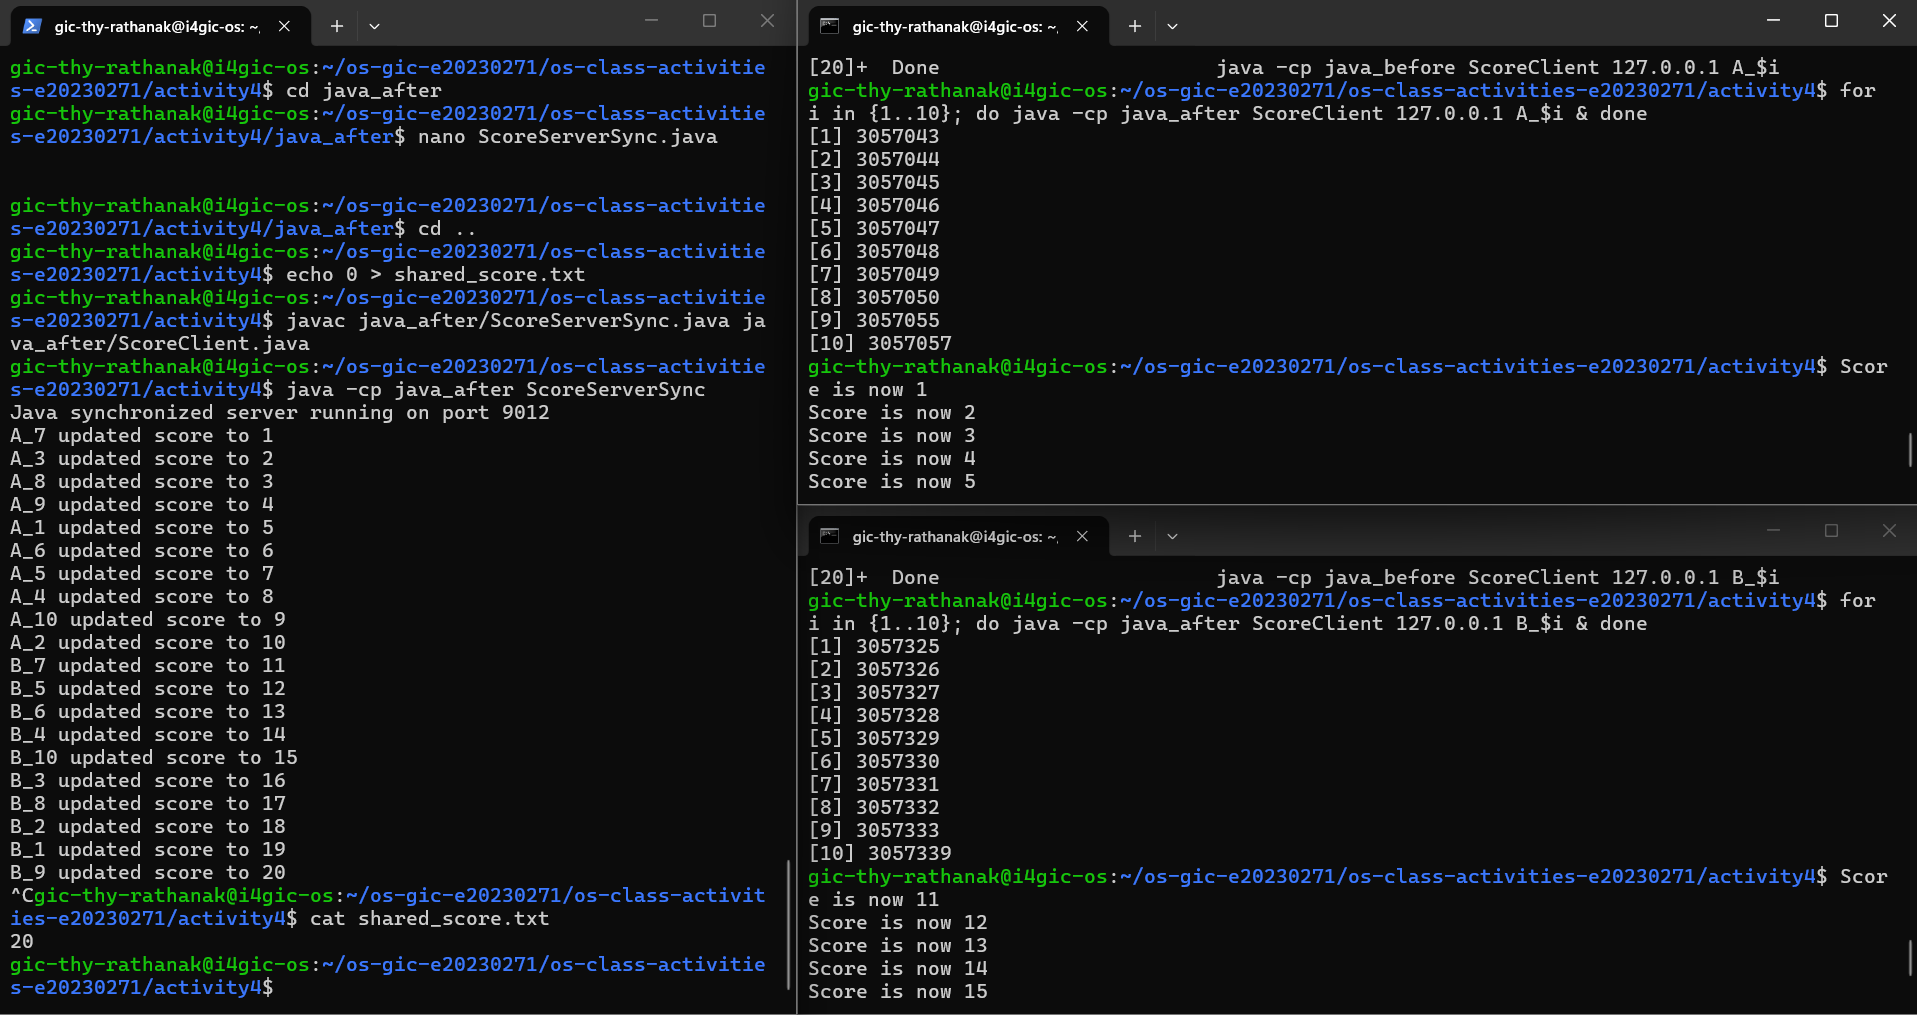 gic-thy-rathanak@i4gic-os: ~,
gic-thy-rathanak@i4gic-os:~/os-gic-e20230271/os-class-activitie
s-e20230271/activity4$ cd java_after
gic-thy-rathanak@i4gic-os:~/os-gic-e20230271/os-class-activitie
s-e20230271/activity4/java_after$ nano ScoreServerSync.java
gic-thy-rathanak@i4gic-os:~/os-gic-e20230271/os-class-activitie
s-e20230271/activity4/java_after$ cd ..
gic-thy-rathanak@i4gic-os:~/os-gic-e20230271/os-class-activitie
s-e20230271/activity4$ echo 0 > shared_score.txt
gic-thy-rathanak@i4gic-os:~/os-gic-e20230271/os-class-activitie
s-e20230271/activity4$ javac java_after/ScoreServerSync.java ja
va_after/ScoreClient.java
gic-thy-rathanak@i4gic-os:~/os-gic-e20230271/os-class-activitie
s-e20230271/activity4$ java -cp java_after ScoreServerSync
Java synchronized server running on port 9012
A_7 updated score to 1
A_3 updated score to 2
A_8 updated score to 3
A_9 updated score to 4
A_1 updated score to 5
A_6 updated score to 6
A_5 updated score to 7
A_4 updated score to 8
A_10 updated score to 9
A_2 updated score to 10
B_7 updated score to 11
B_5 updated score to 12
B_6 updated score to 13
B_4 updated score to 14
B_10 updated score to 15
B_3 updated score to 16
B_8 updated score to 17
B_2 updated score to 18
B_1 updated score to 19
B_9 updated score to 20
^Cgic-thy-rathanak@i4gic-os:~/os-gic-e20230271/os-class-activit
ies-e20230271/activity4$ cat shared_score.txt
20
gic-thy-rathanak@i4gic-os:~/os-gic-e20230271/os-class-activitie
s-e20230271/activity4$
gic-thy-rathanak@i4gic-os: ~,
[20]+  Done                       java -cp java_before ScoreClient 127.0.0.1 A_$i
gic-thy-rathanak@i4gic-os:~/os-gic-e20230271/os-class-activities-e20230271/activity4$ for
i in {1..10}; do java -cp java_after ScoreClient 127.0.0.1 A_$i & done
[1] 3057043
[2] 3057044
[3] 3057045
[4] 3057046
[5] 3057047
[6] 3057048
[7] 3057049
[8] 3057050
[9] 3057055
[10] 3057057
gic-thy-rathanak@i4gic-os:~/os-gic-e20230271/os-class-activities-e20230271/activity4$ Scor
e is now 1
Score is now 2
Score is now 3
Score is now 4
Score is now 5
gic-thy-rathanak@i4gic-os: ~,
[20]+  Done                       java -cp java_before ScoreClient 127.0.0.1 B_$i
gic-thy-rathanak@i4gic-os:~/os-gic-e20230271/os-class-activities-e20230271/activity4$ for
i in {1..10}; do java -cp java_after ScoreClient 127.0.0.1 B_$i & done
[1] 3057325
[2] 3057326
[3] 3057327
[4] 3057328
[5] 3057329
[6] 3057330
[7] 3057331
[8] 3057332
[9] 3057333
[10] 3057339
gic-thy-rathanak@i4gic-os:~/os-gic-e20230271/os-class-activities-e20230271/activity4$ Scor
e is now 11
Score is now 12
Score is now 13
Score is now 14
Score is now 15